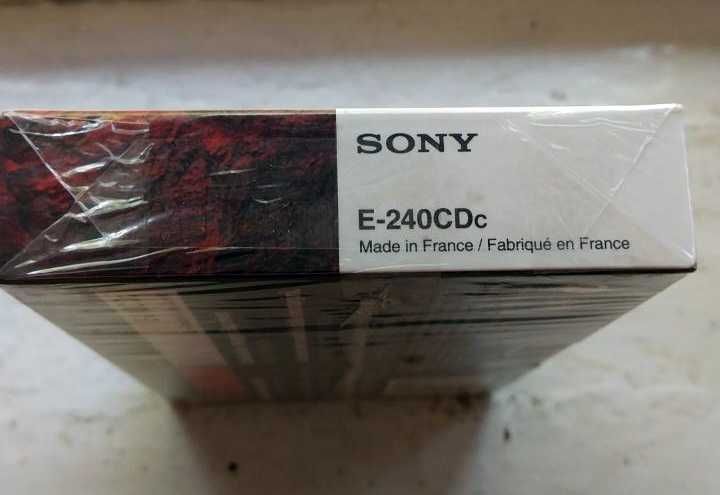 SONY
E-240CDc
Made in France / Fabriqué en France